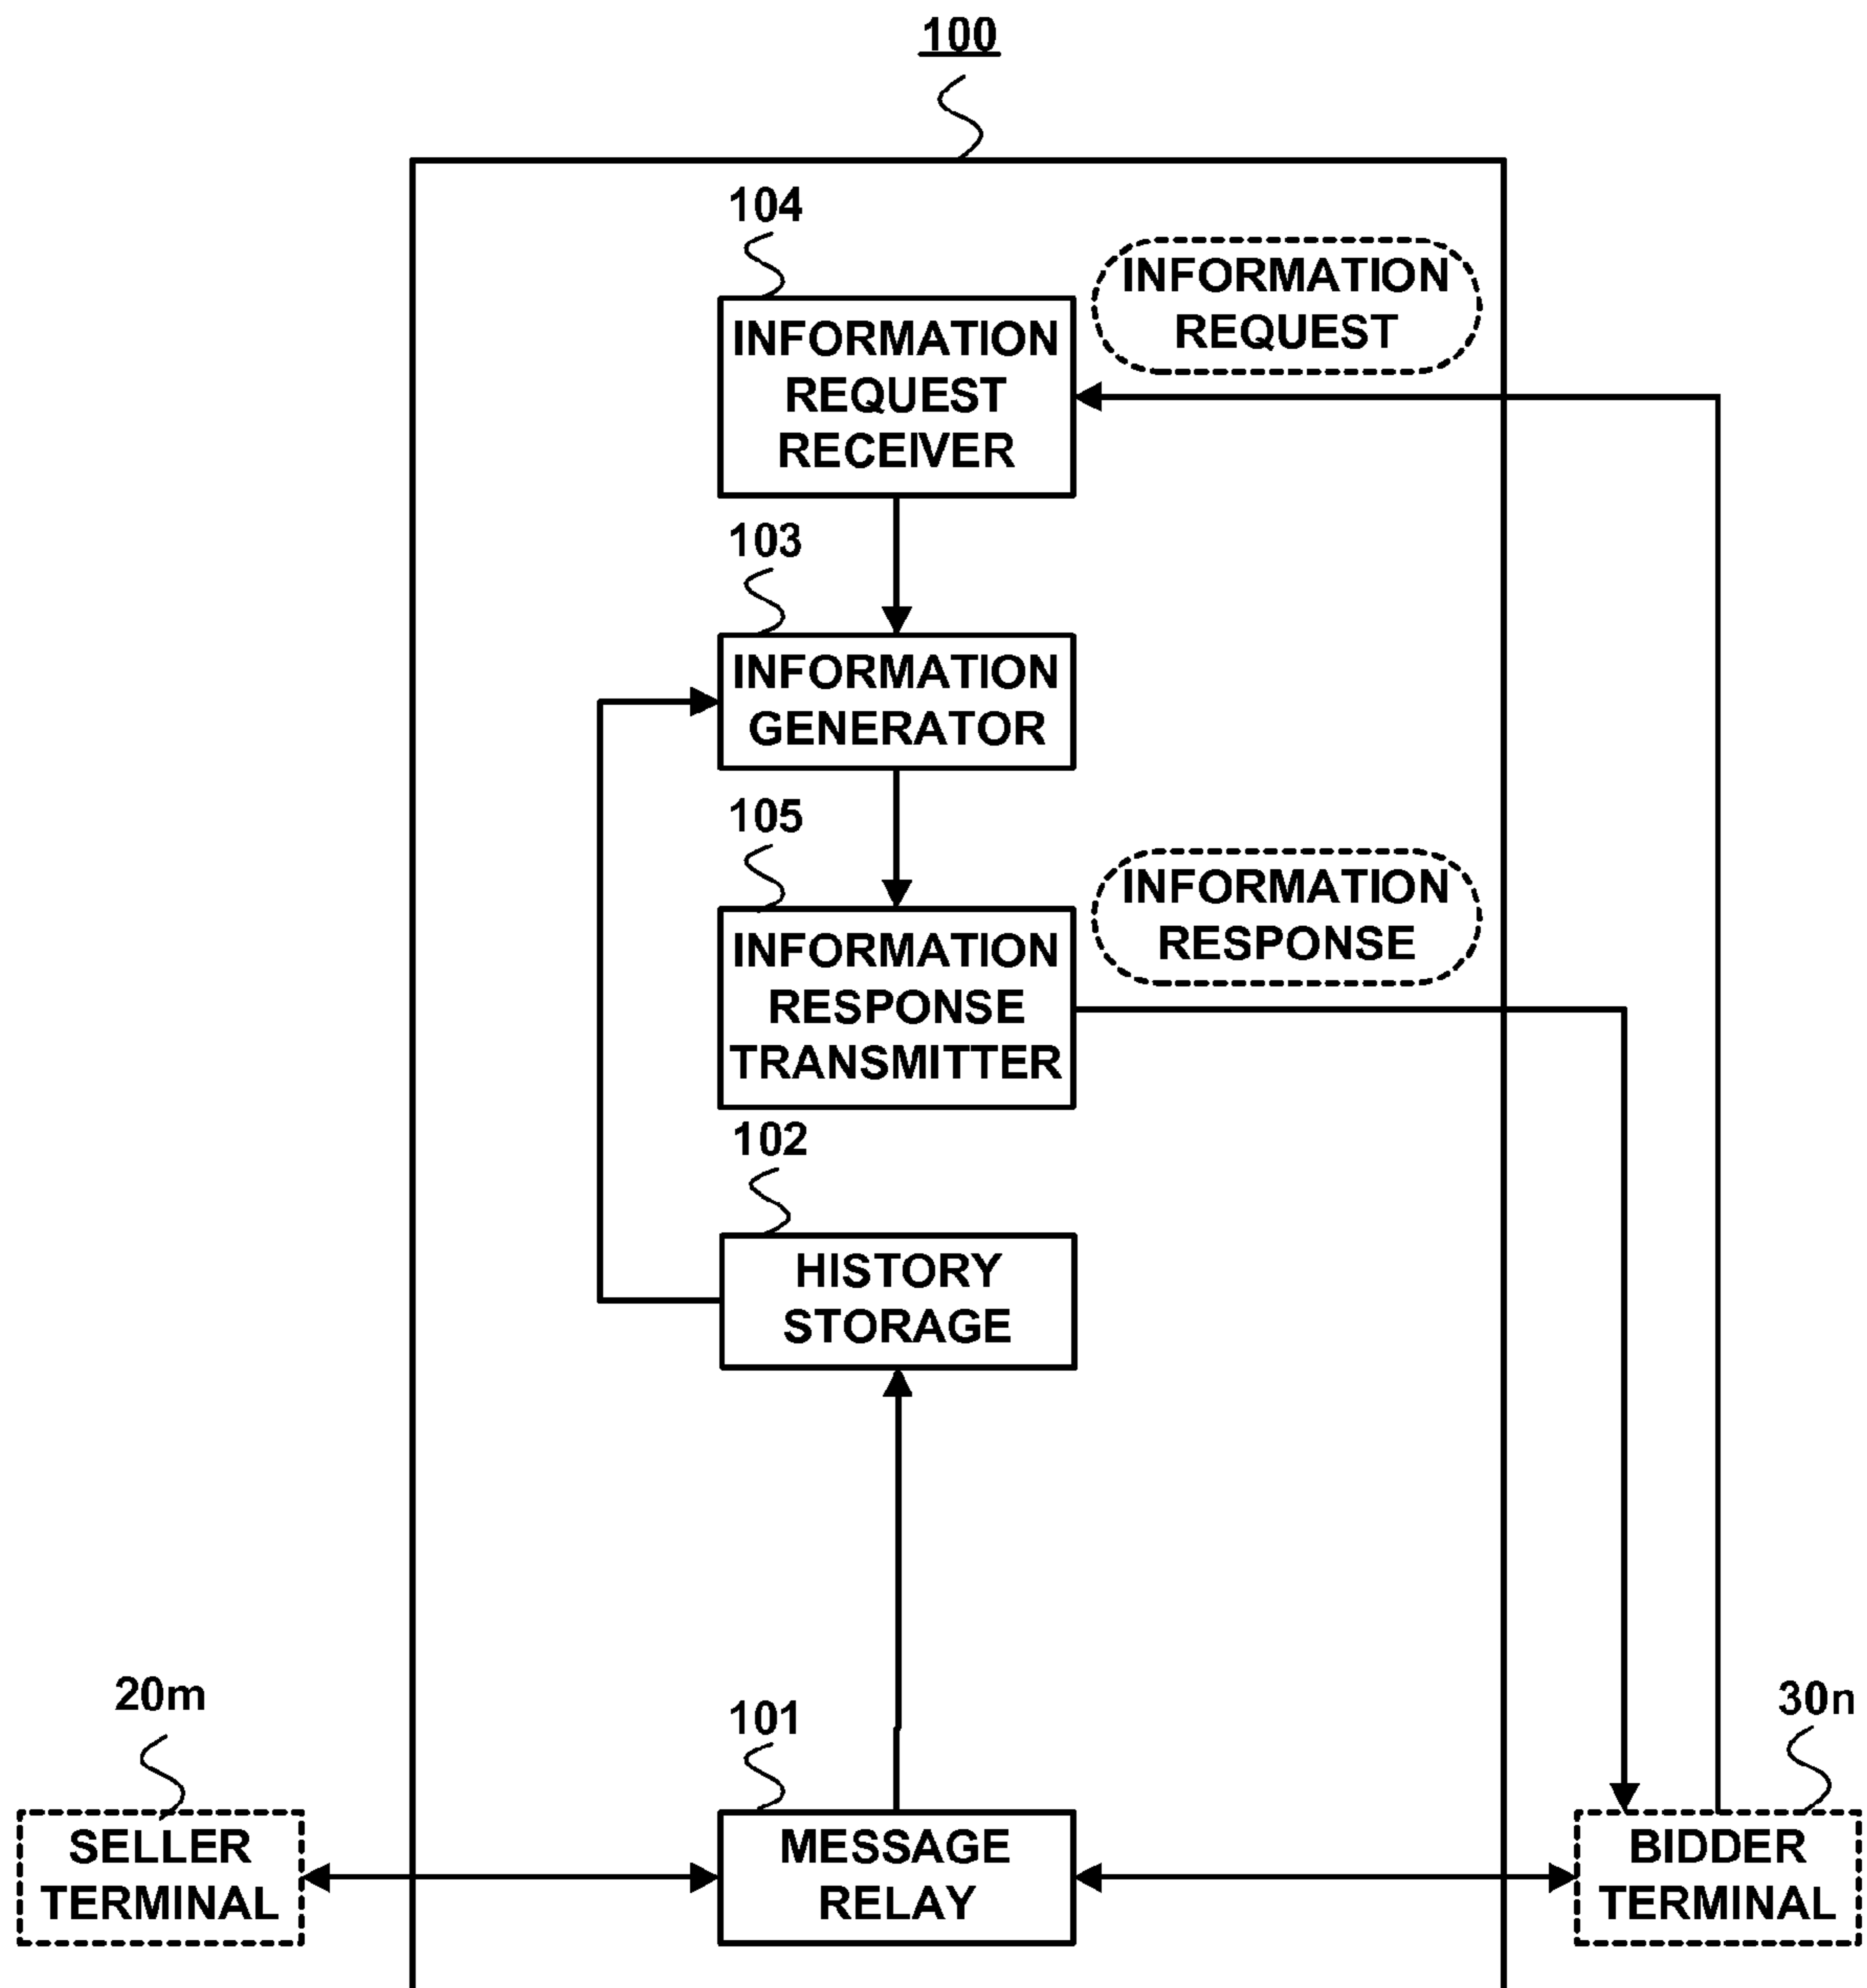 100
104
INFORMATION
REQUEST
RECEIVER
INFORMATION
REQUEST
103
INFORMATION
GENERATOR
105
INFORMATION
RESPONSE
TRANSMITTER
INFORMATION
RESPONSE
102
HISTORY
STORAGE
20m
SELLER
TERMINAL
101
MESSAGE
RELAY
30n
BIDDER
TERMINAL